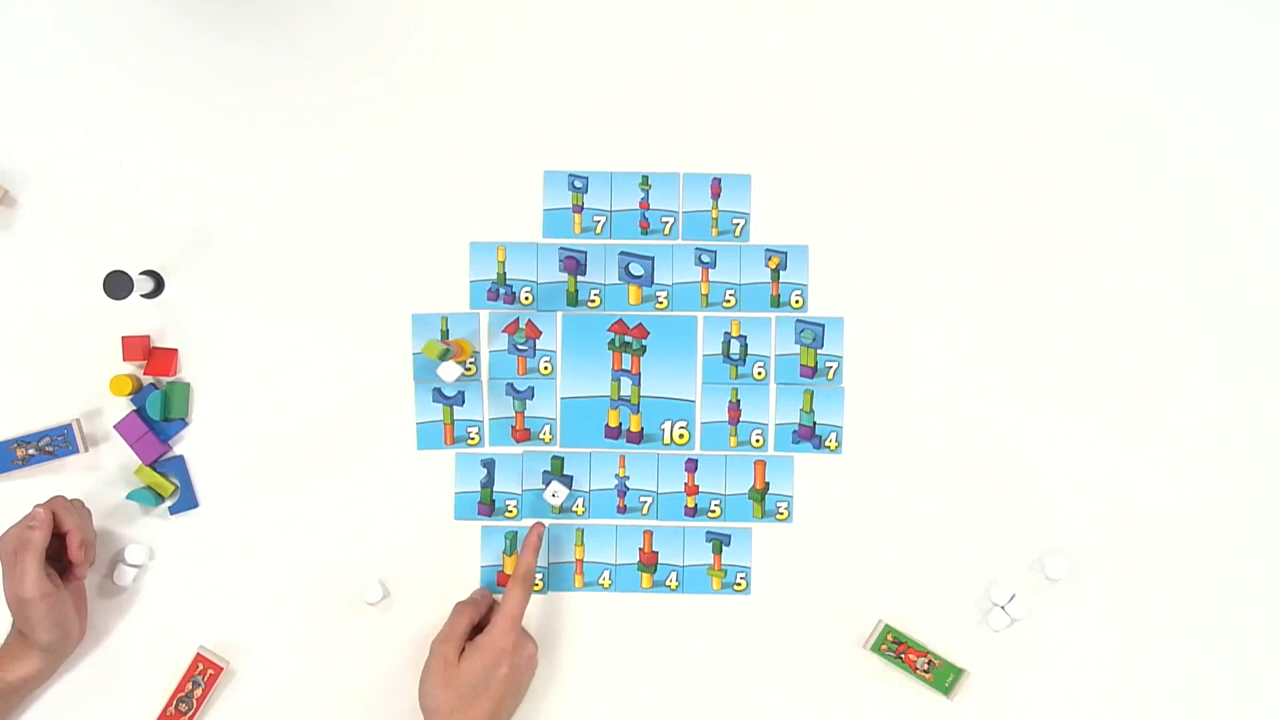 7 7 7
6 5 3 5 6
5 6 6 7
3 4 16 6 4
3 4 7 5 3
3 4 4 5